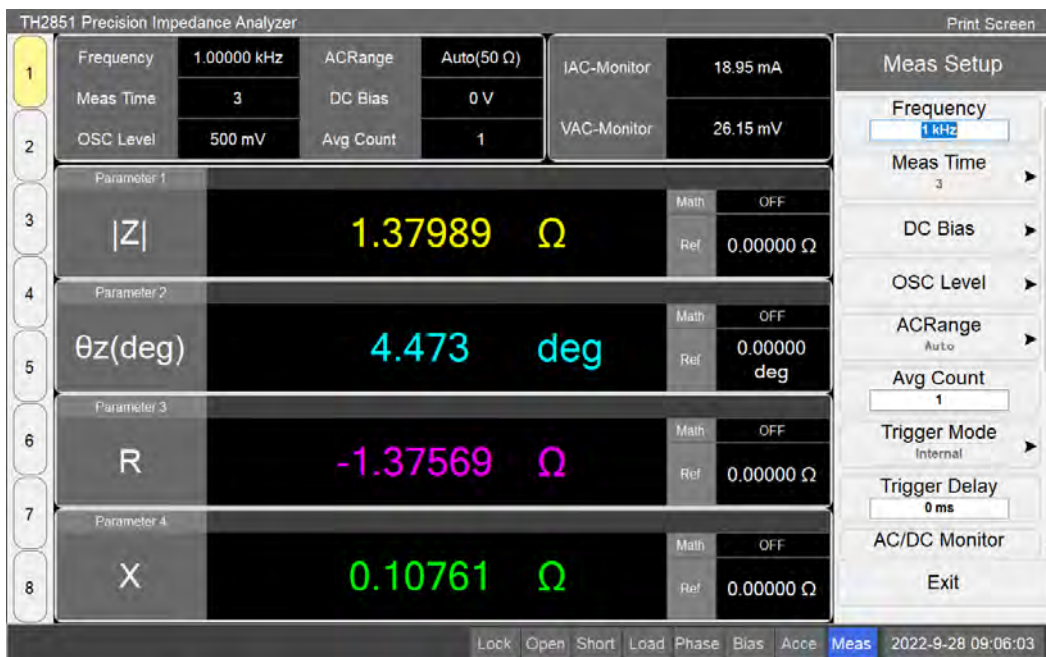 TH2851 Precision Impedance Analyzer
Print Screen
1
2
3
4
5
6
7
8
Frequency 1.00000 kHz ACRange Auto(50 Ω)
Meas Time 3 DC Bias 0 V
OSC Level 500 mV Avg Count 1
IAC-Monitor 18.95 mA
VAC-Monitor 26.15 mV
Parameter 1
|Z| 1.37989 Ω
Math OFF
Ref 0.00000 Ω
Parameter 2
θz(deg) 4.473 deg
Math OFF
Ref 0.00000
deg
Parameter 3
R -1.37569 Ω
Math OFF
Ref 0.00000 Ω
Parameter 4
X 0.10761 Ω
Math OFF
Ref 0.00000 Ω
Meas Setup
Frequency
1 kHz
Meas Time
3
DC Bias
OSC Level
ACRange
Auto
Avg Count
1
Trigger Mode
Internal
Trigger Delay
0 ms
AC/DC Monitor
Exit
Lock Open Short Load Phase Bias Acce Meas 2022-9-28 09:06:03